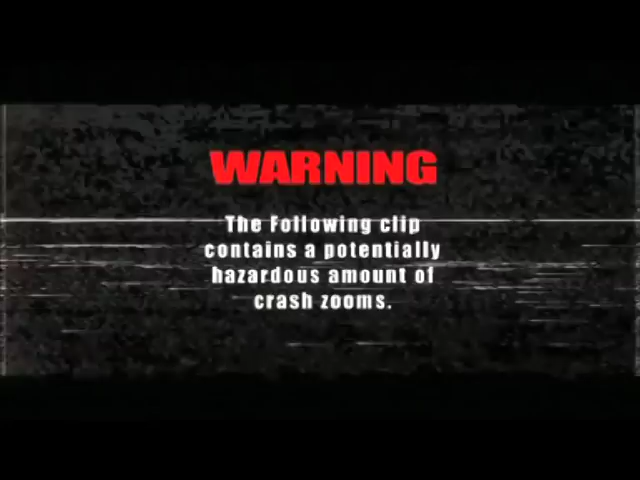 WARNING
The Following clip
contains a potentially
hazardous amount of
crash zooms.